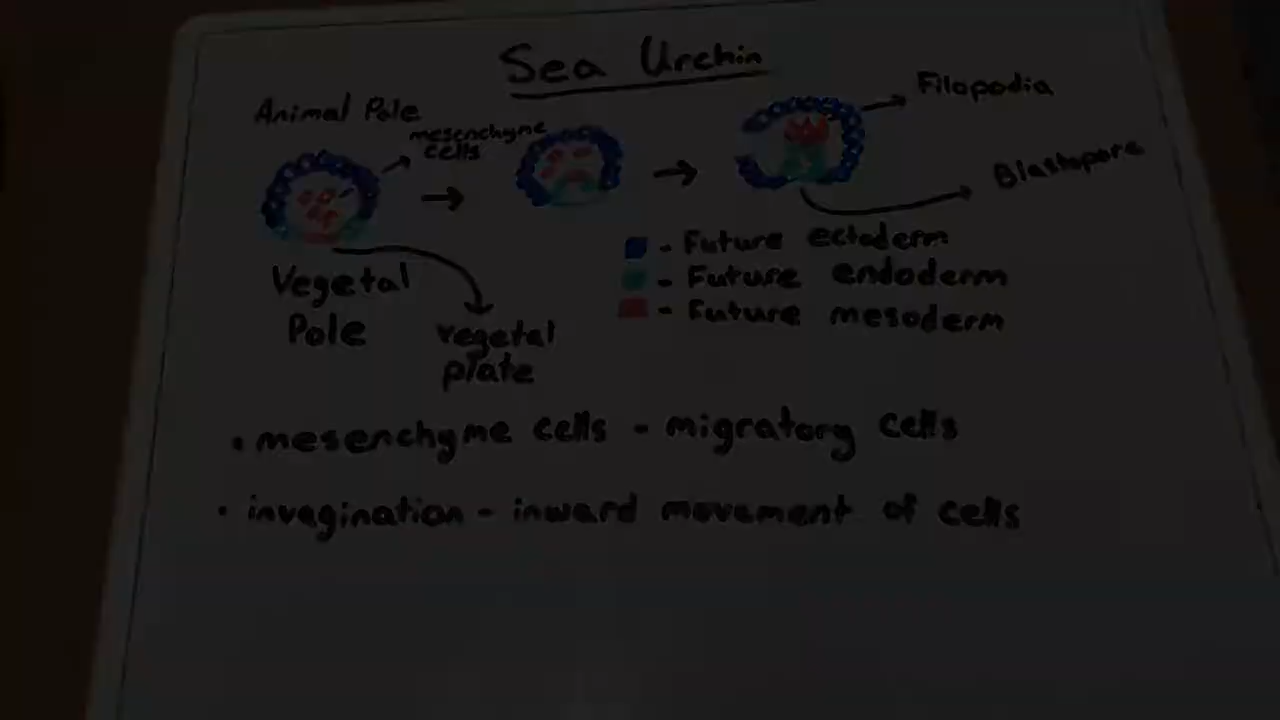 Sea Urchin
Animal Pole
mesenchyme
cells
Filopodia
Blastopore
Vegetal
Pole
vegetal
plate
- Future ectoderm
- Future endoderm
- Future mesoderm
• mesenchyme cells - migratory cells
• invagination - inward movement of cells